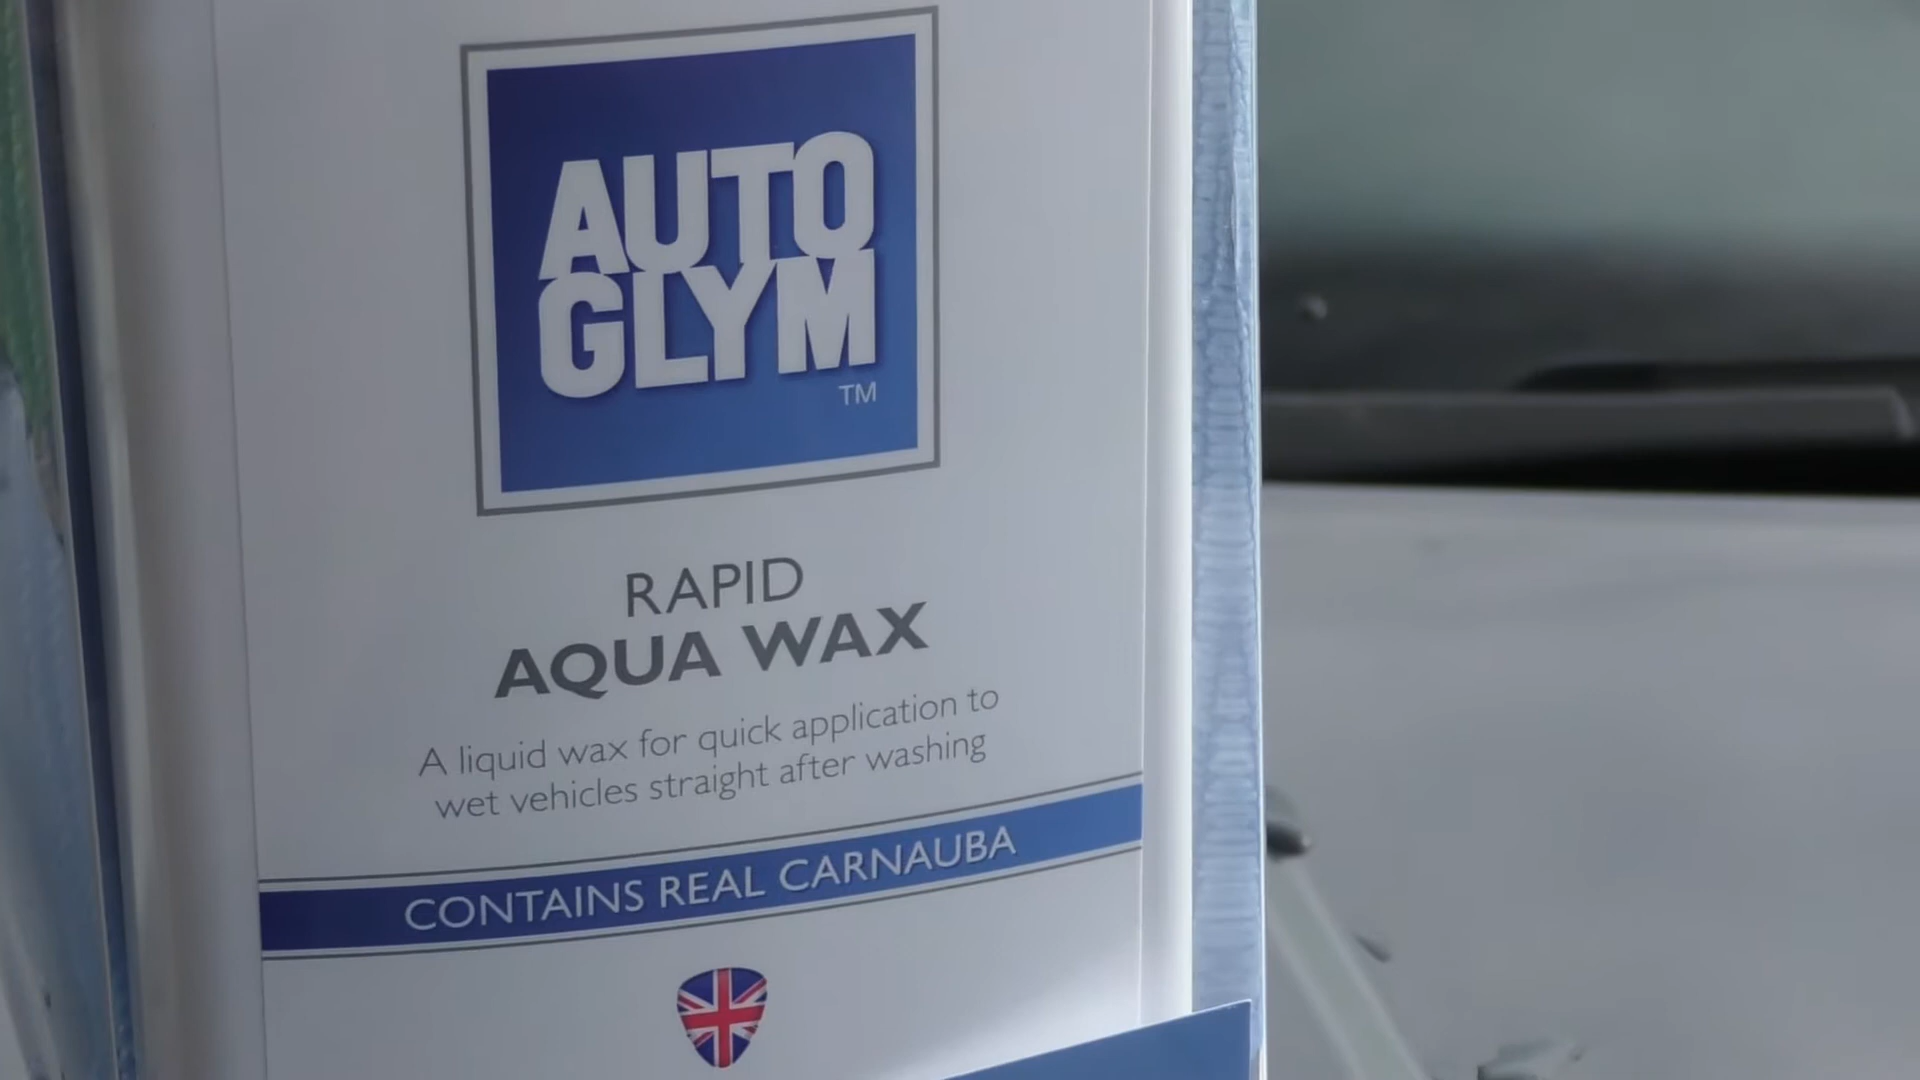 AUTO
GLYM
TM
RAPID
AQUA WAX
A liquid wax for quick application to
wet vehicles straight after washing
CONTAINS REAL CARNAUBA